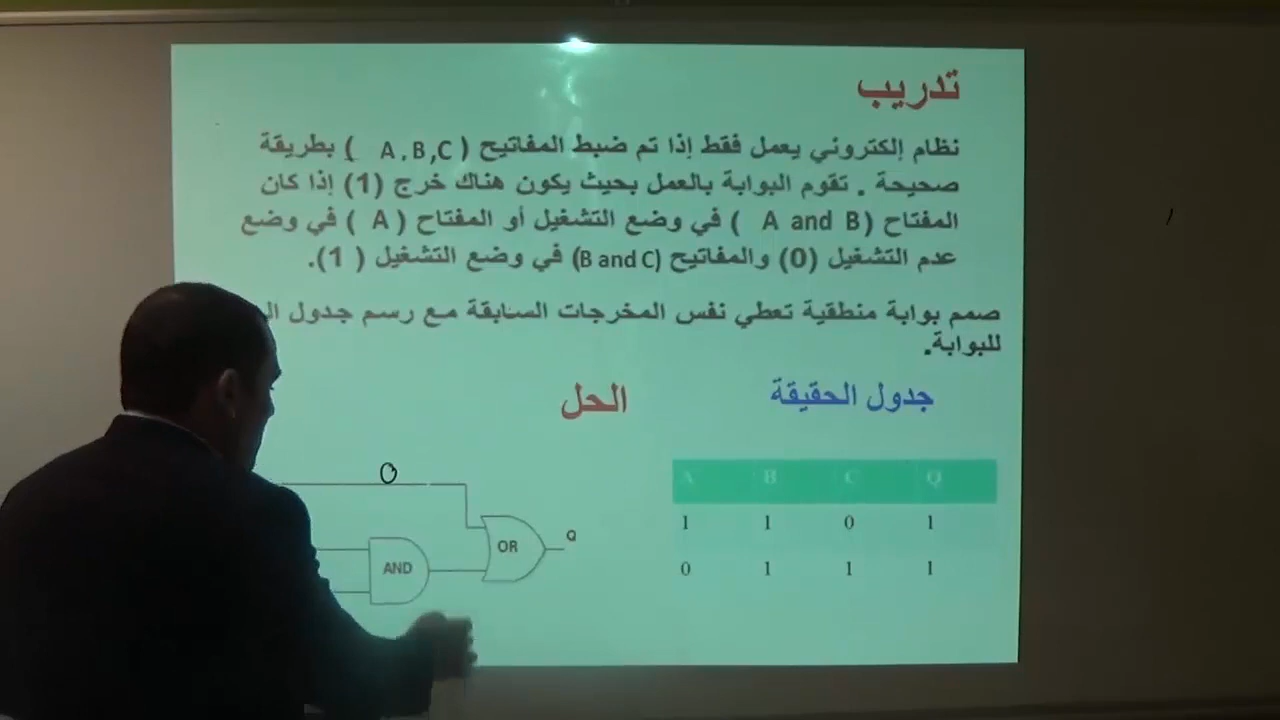 تدريب
نظام إلكتروني يعمل فقط إذا تم ضبط المفاتيح ( A , B ,C ) بطريقة
صحيحة . تقوم البوابة بالعمل بحيث يكون هناك خرج (1) إذا كان
المفتاح ( A and B ) في وضع التشغيل أو المفتاح ( A ) في وضع
عدم التشغيل (0) والمفاتيح (B and C) في وضع التشغيل ( 1).
صمم بوابة منطقية تعطي نفس المخرجات السابقة مع رسم جدول
للبوابة.
جدول الحقيقة
الحل
A B C Q
1 1 0 1
0 1 1 1
0
OR
Q
AND